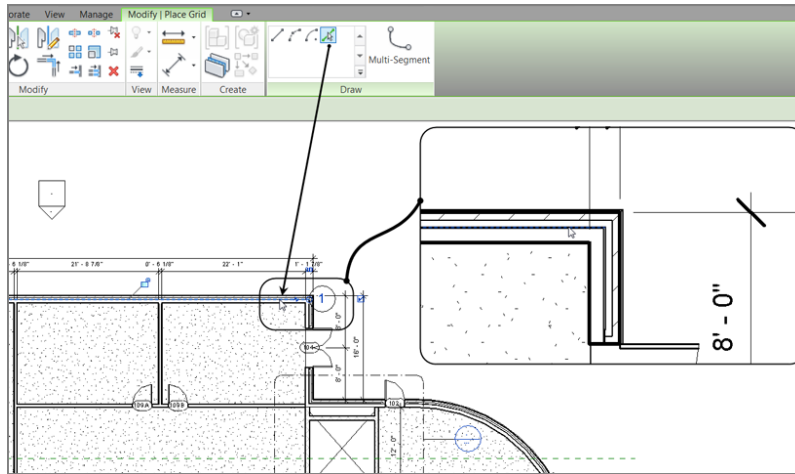 orate View Manage Modify | Place Grid
Multi-Segment
Modify View Measure Create Draw
6 1/8" 21' - 8 7/8" 8' - 6 1/8" 22' - 1" 1' - 1 7/8"
1
8' - 0"
16' - 0"
8' - 0"
104
109A 109B 102
12' - 0"
8' - 0"